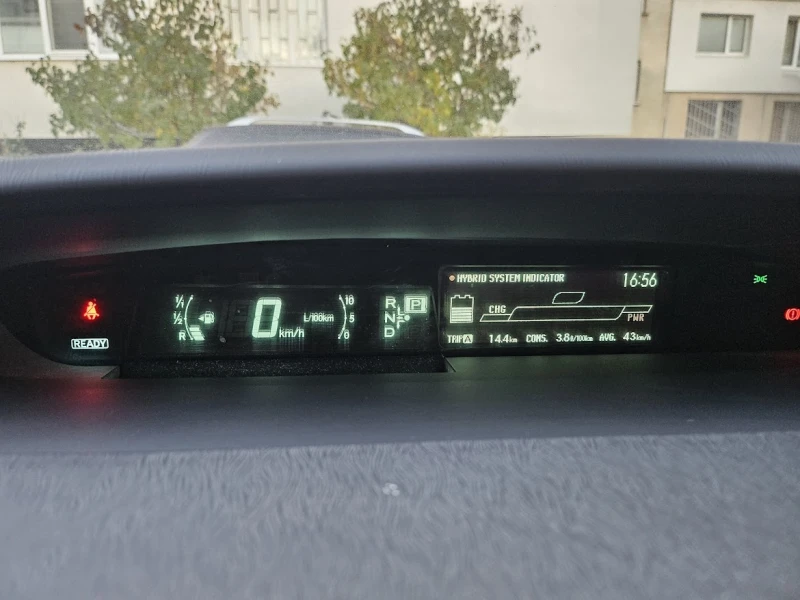 HYBRID SYSTEM INDICATOR 16:56
1/1
1/2
R
0
km/h
L/100km
10
5
0
R
N
D
P
CHG
PWR
TRIP A 14.4km CONS. 3.8ℓ/100km AVG. 43km/h
READY